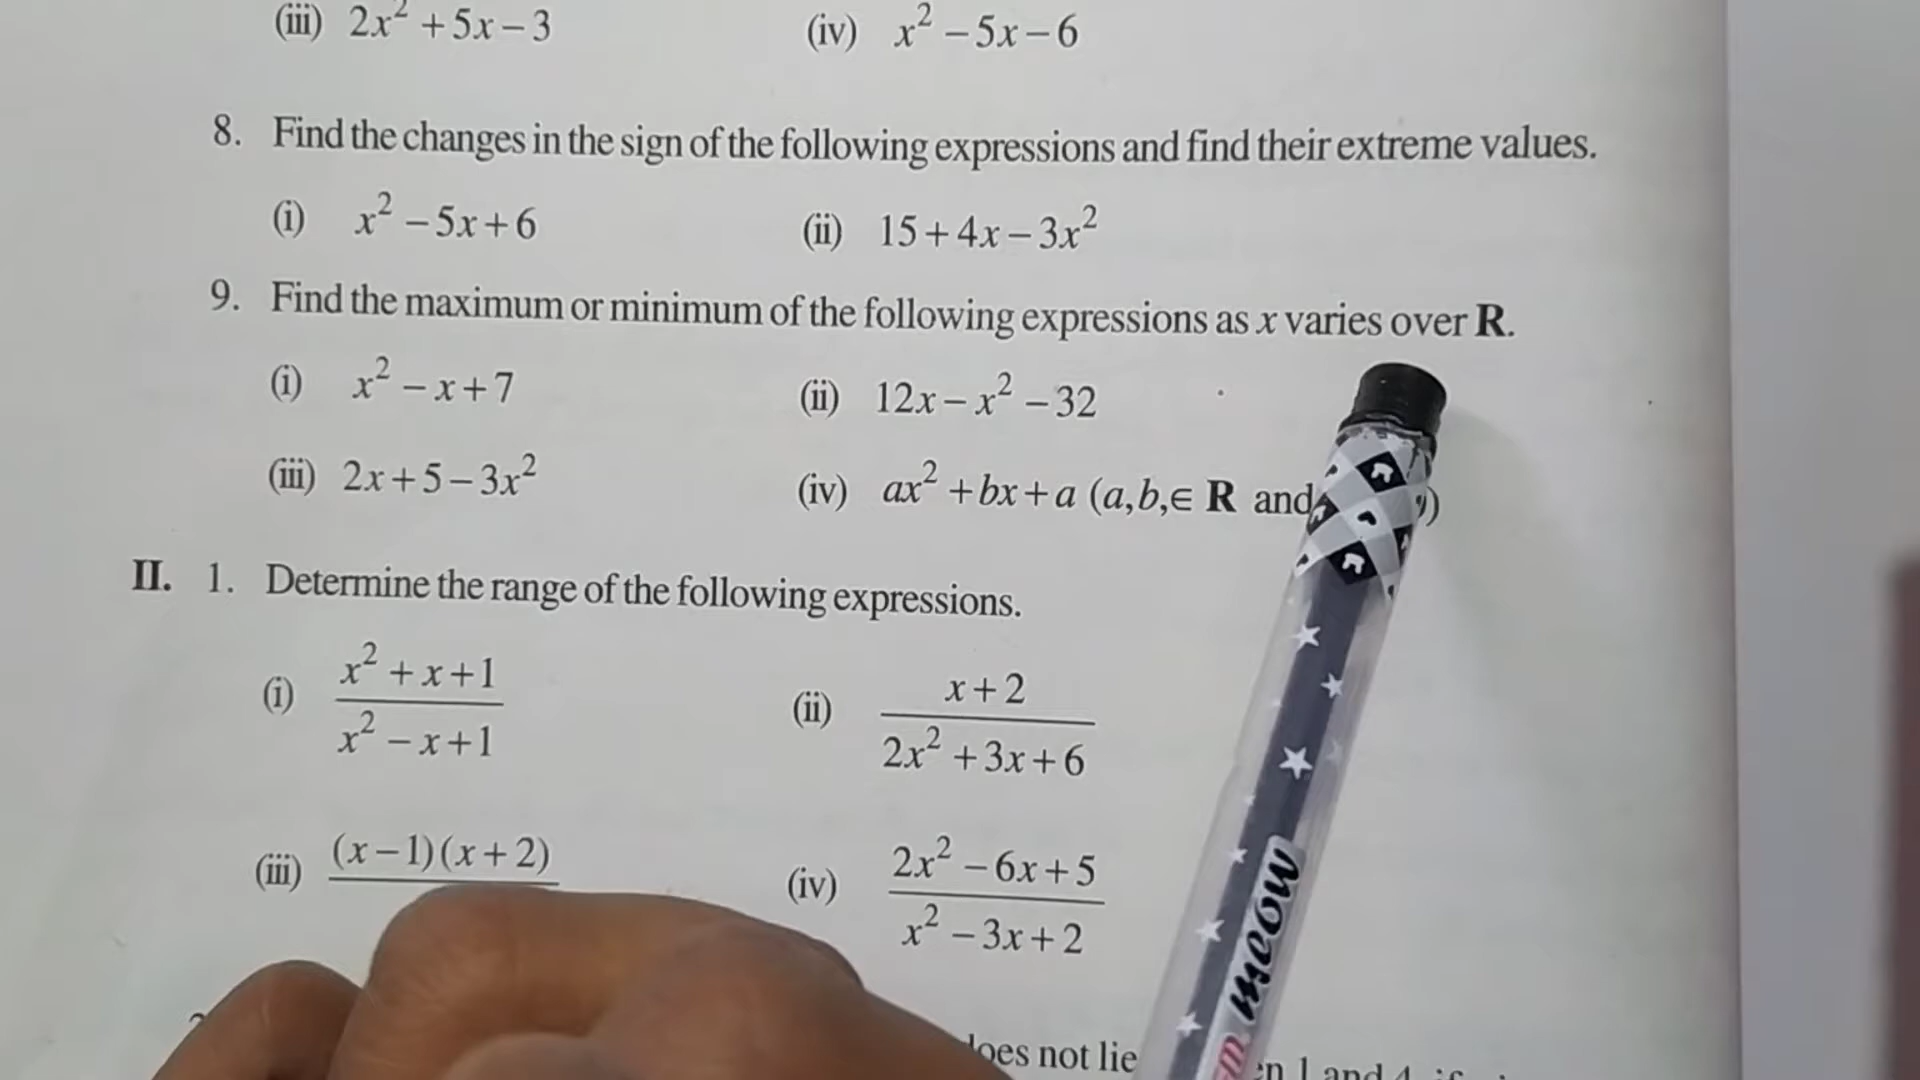 (iii) 2x² + 5x – 3 (iv) x² – 5x – 6
8. Find the changes in the sign of the following expressions and find their extreme values.
(i) x² – 5x + 6 (ii) 15 + 4x – 3x²
9. Find the maximum or minimum of the following expressions as x varies over R.
(i) x² – x + 7 (ii) 12x – x² – 32
(iii) 2x + 5 – 3x² (iv) ax² + bx + a (a,b,∈ R and )
II. 1. Determine the range of the following expressions.
(i) (x² + x + 1)/(x² – x + 1) (ii) (x + 2)/(2x² + 3x + 6)
(iii) (x – 1)(x + 2) (iv) (2x² – 6x + 5)/(x² – 3x + 2)
not lie 1 and 4
meow